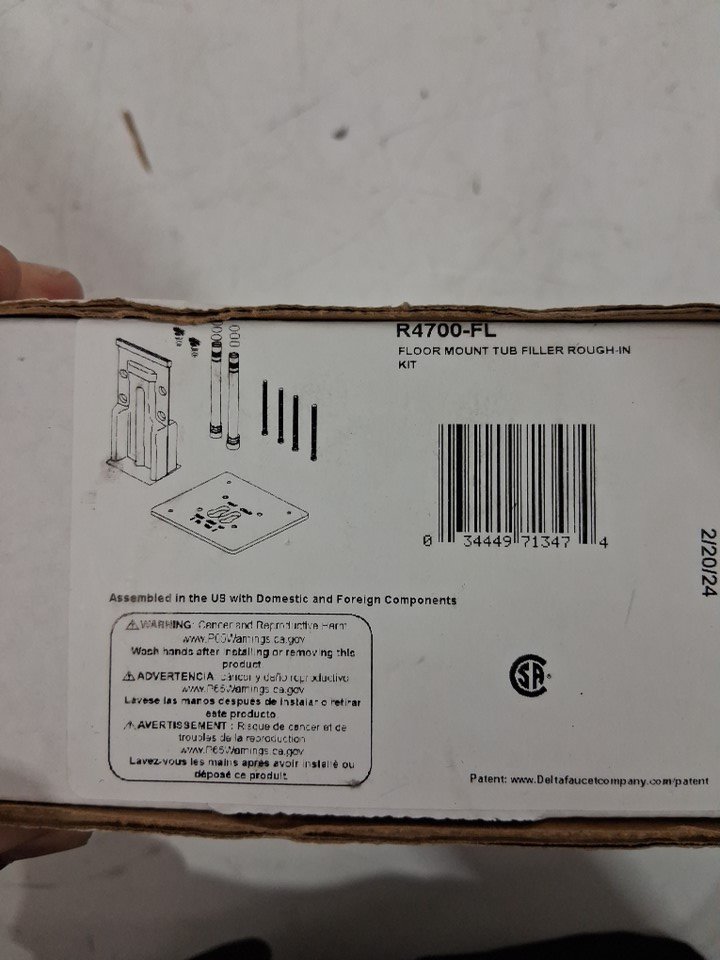 R4700-FL
FLOOR MOUNT TUB FILLER ROUGH-IN
KIT
0 34449 71347 4
2/20/24
Assembled in the US with Domestic and Foreign Components
WARNING: Cancer and Reproductive Harm
www.P65Warnings.ca.gov
Wash hands after installing or removing this
product.
ADVERTENCIA: cáncer y daño reproductivo
www.P65Warnings.ca.gov
Lávese las manos después de instalar o retirar
este producto
AVERTISSEMENT : Risque de cancer et de
troubles de la reproduction
www.P65Warnings.ca.gov
Lavez-vous les mains après avoir installé ou
déposé ce produit.
SA®
Patent: www.Deltafaucetcompany.com/patent